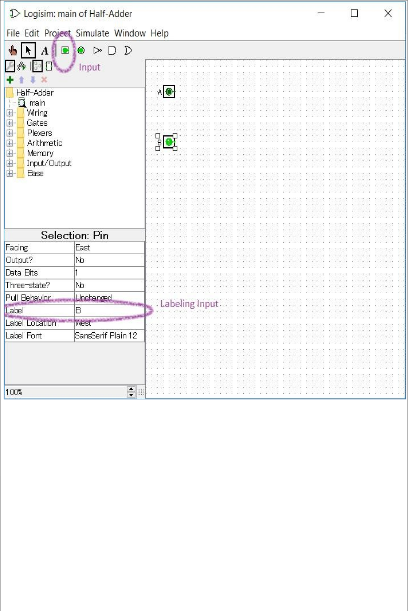 Logisim: main of Half-Adder
File Edit Project Simulate Window Help
A
Input
Half-Adder
main
Wiring
Gates
Plexers
Arithmetic
Memory
Input/Output
Base
A
Selection: Pin
Facing East
Output? No
Data Bits 1
Three-state? No
Pull Behavior Unchanged
Label B
Label Location West
Label Font SansSerif Plain 12
Labeling Input
100%